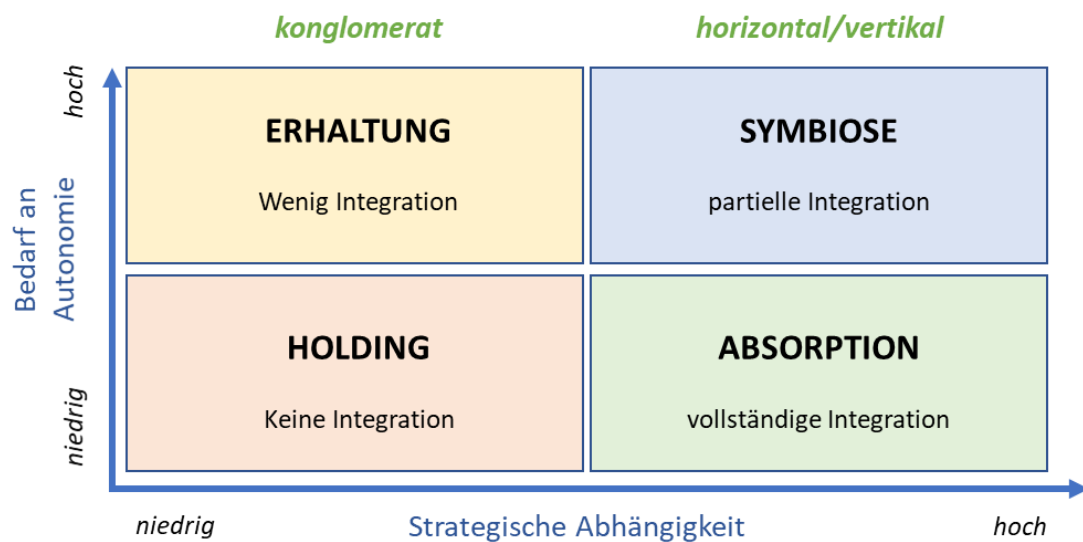 konglomerat
horizontal/vertikal
hoch
Bedarf an
Autonomie
niedrig
ERHALTUNG
Wenig Integration
SYMBIOSE
partielle Integration
HOLDING
Keine Integration
ABSORPTION
vollständige Integration
niedrig
Strategische Abhängigkeit
hoch